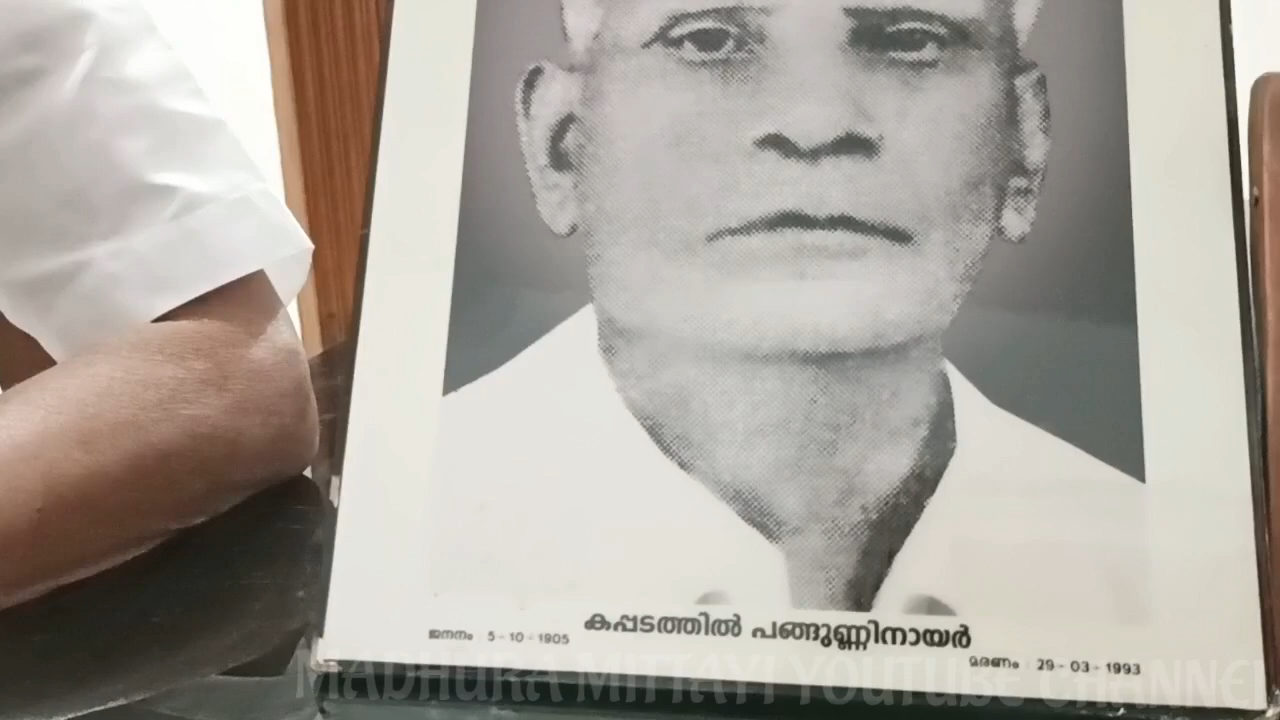 കപ്പടത്തിൽ പങ്ങുണ്ണിനായർ
ജനനം : 5-10-1905
മരണം : 29-03-1993
MADHURA MITTAYI YOUTUBE CHANNEL